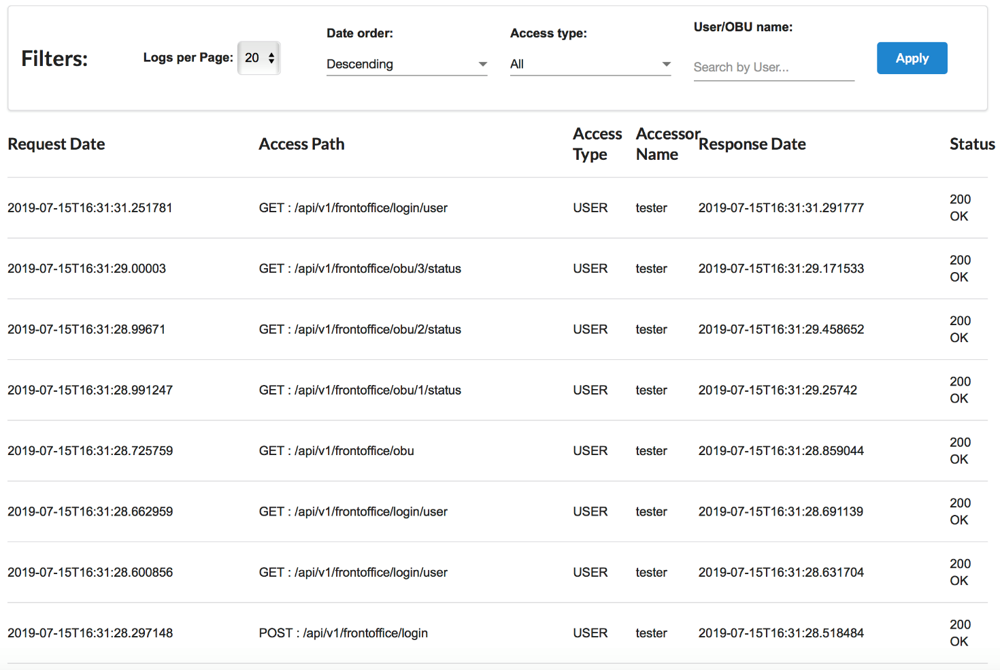 Filters:
Logs per Page: 20
Date order:
Descending
Access type:
All
User/OBU name:
Search by User...
Apply
Request Date Access Path Access Type Accessor Name Response Date Status
2019-07-15T16:31:31.251781 GET : /api/v1/frontoffice/login/user USER tester 2019-07-15T16:31:31.291777 200 OK
2019-07-15T16:31:29.00003 GET : /api/v1/frontoffice/obu/3/status USER tester 2019-07-15T16:31:29.171533 200 OK
2019-07-15T16:31:28.99671 GET : /api/v1/frontoffice/obu/2/status USER tester 2019-07-15T16:31:29.458652 200 OK
2019-07-15T16:31:28.991247 GET : /api/v1/frontoffice/obu/1/status USER tester 2019-07-15T16:31:29.25742 200 OK
2019-07-15T16:31:28.725759 GET : /api/v1/frontoffice/obu USER tester 2019-07-15T16:31:28.859044 200 OK
2019-07-15T16:31:28.662959 GET : /api/v1/frontoffice/login/user USER tester 2019-07-15T16:31:28.691139 200 OK
2019-07-15T16:31:28.600856 GET : /api/v1/frontoffice/login/user USER tester 2019-07-15T16:31:28.631704 200 OK
2019-07-15T16:31:28.297148 POST : /api/v1/frontoffice/login USER tester 2019-07-15T16:31:28.518484 200 OK